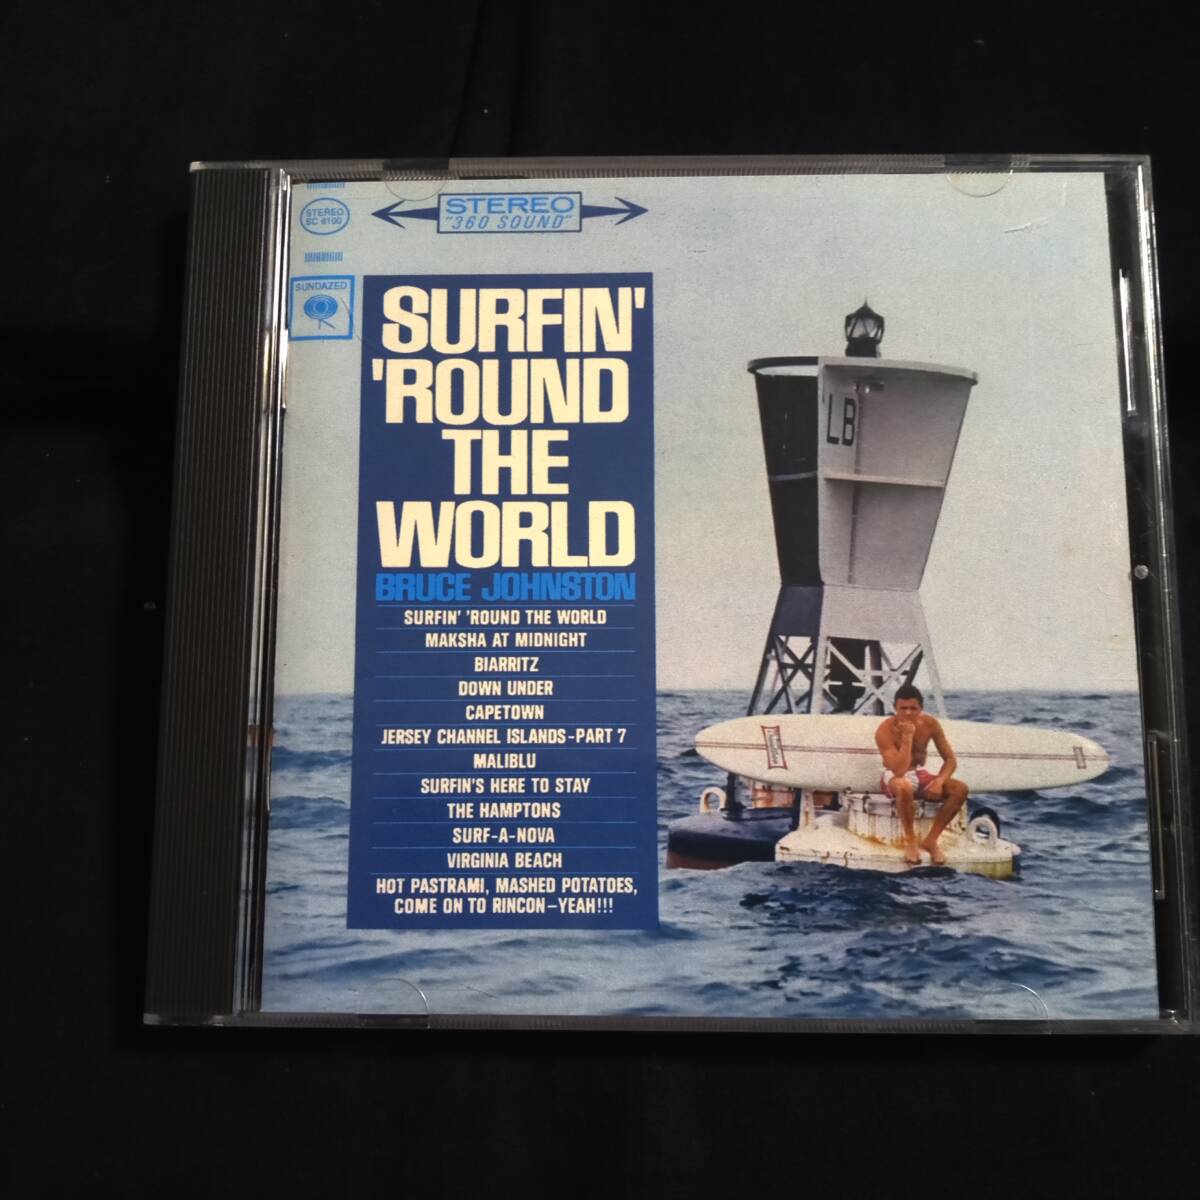 STEREO
SC 6100
STEREO
"360 SOUND"
SUNDAZED
SURFIN'
'ROUND
THE
WORLD
BRUCE JOHNSTON
SURFIN' 'ROUND THE WORLD
MAKSHA AT MIDNIGHT
BIARRITZ
DOWN UNDER
CAPETOWN
JERSEY CHANNEL ISLANDS-PART 7
MALIBLU
SURFIN'S HERE TO STAY
THE HAMPTONS
SURF-A-NOVA
VIRGINIA BEACH
HOT PASTRAMI, MASHED POTATOES,
COME ON TO RINCON-YEAH!!!
'LB